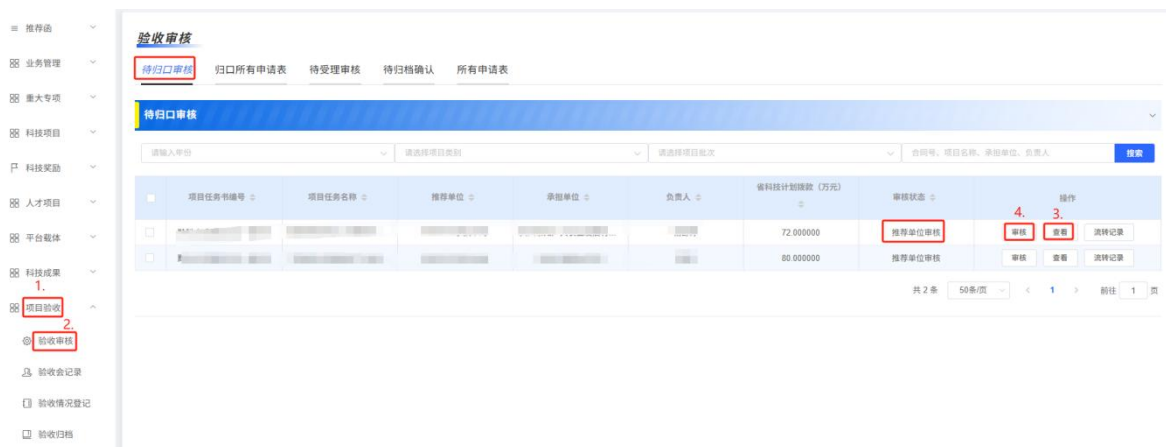 推荐函
业务管理
重大专项
科技项目
科技奖励
人才项目
平台载体
科技成果
1.
项目验收
2.
验收审核
验收会记录
验收情况登记
验收归档
验收审核
待归口审核 归口所有申请表 待受理审核 待归档确认 所有申请表
待归口审核
请输入年份 请选择项目类别 请选择项目批次 合同号、项目名称、承担单位、负责人 搜索
项目任务书编号 项目任务名称 推荐单位 承担单位 负责人 省科技计划拨款（万元） 审核状态 操作
4. 3.
72.000000 推荐单位审核 审核 查看 流转记录
80.000000 推荐单位审核 审核 查看 流转记录
共 2 条 50条/页 1 前往 1 页